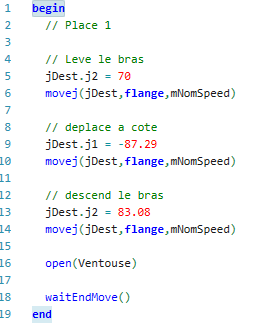 1 begin
2 // Place 1
3
4 // Leve le bras
5 jDest.j2 = 70
6 movej(jDest,flange,mNomSpeed)
7
8 // deplace a cote
9 jDest.j1 = -87.29
10 movej(jDest,flange,mNomSpeed)
11
12 // descend le bras
13 jDest.j2 = 83.08
14 movej(jDest,flange,mNomSpeed)
15
16 open(Ventouse)
17
18 waitEndMove()
19 end